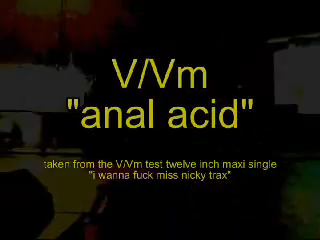 V/Vm
"anal acid"
taken from the V/Vm test twelve inch maxi single
"i wanna fuck miss nicky trax"